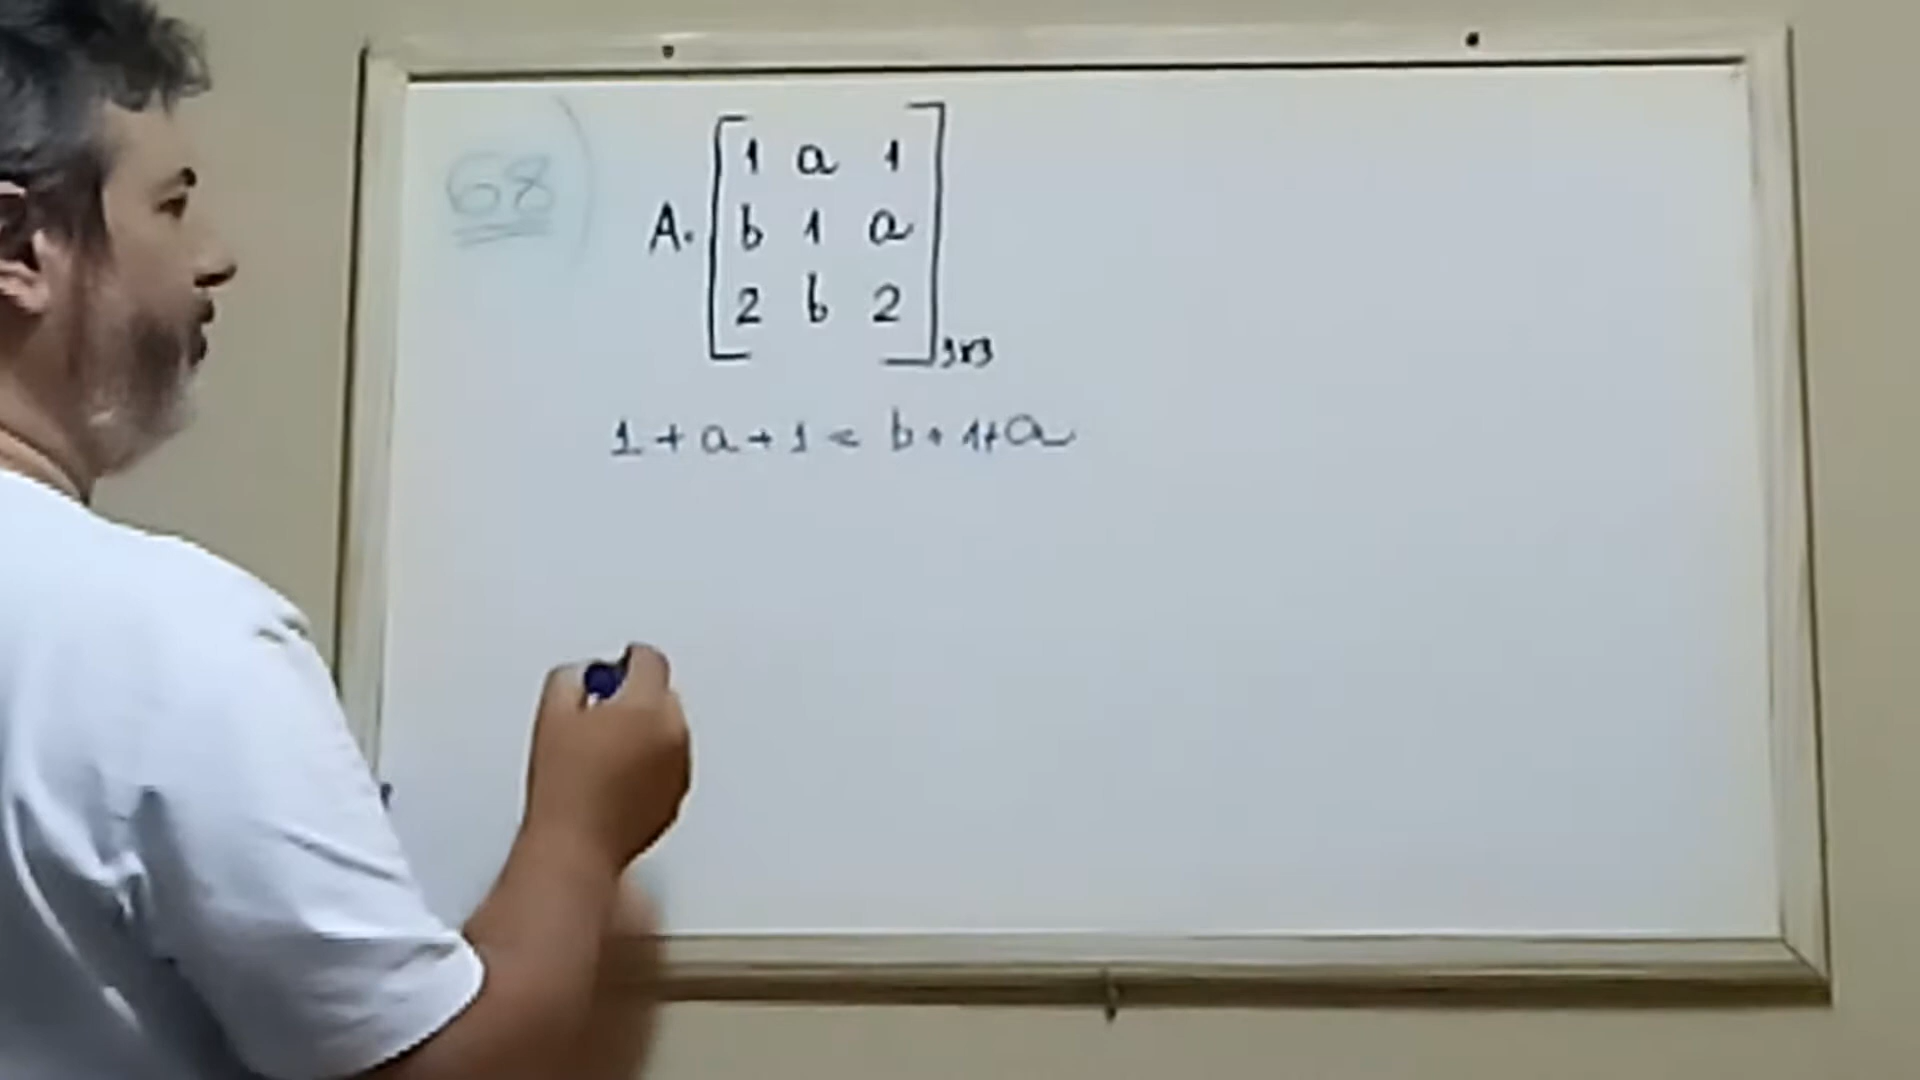 68)
A = [1 a 1
b 1 a
2 b 2] 3x3
1 + a + 1 = b + 1 + a